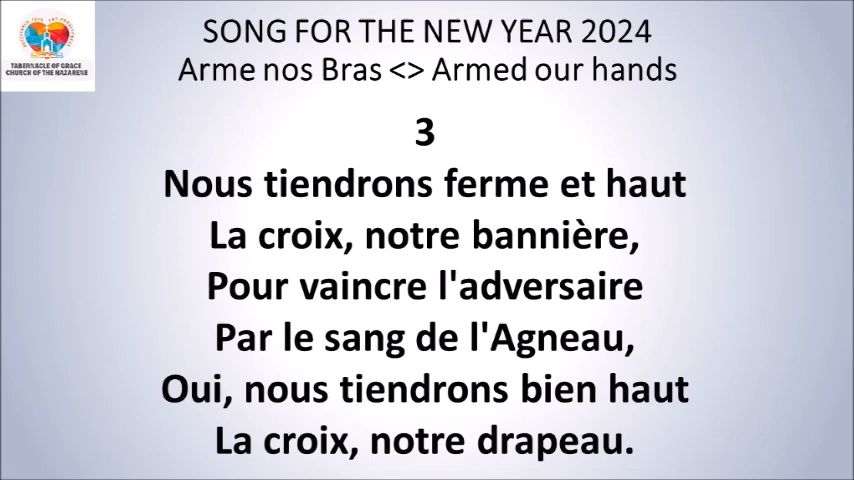 TABERNACLE OF GRACE
CHURCH OF THE NAZARENE
SONG FOR THE NEW YEAR 2024
Arme nos Bras <> Armed our hands
3
Nous tiendrons ferme et haut
La croix, notre bannière,
Pour vaincre l'adversaire
Par le sang de l'Agneau,
Oui, nous tiendrons bien haut
La croix, notre drapeau.